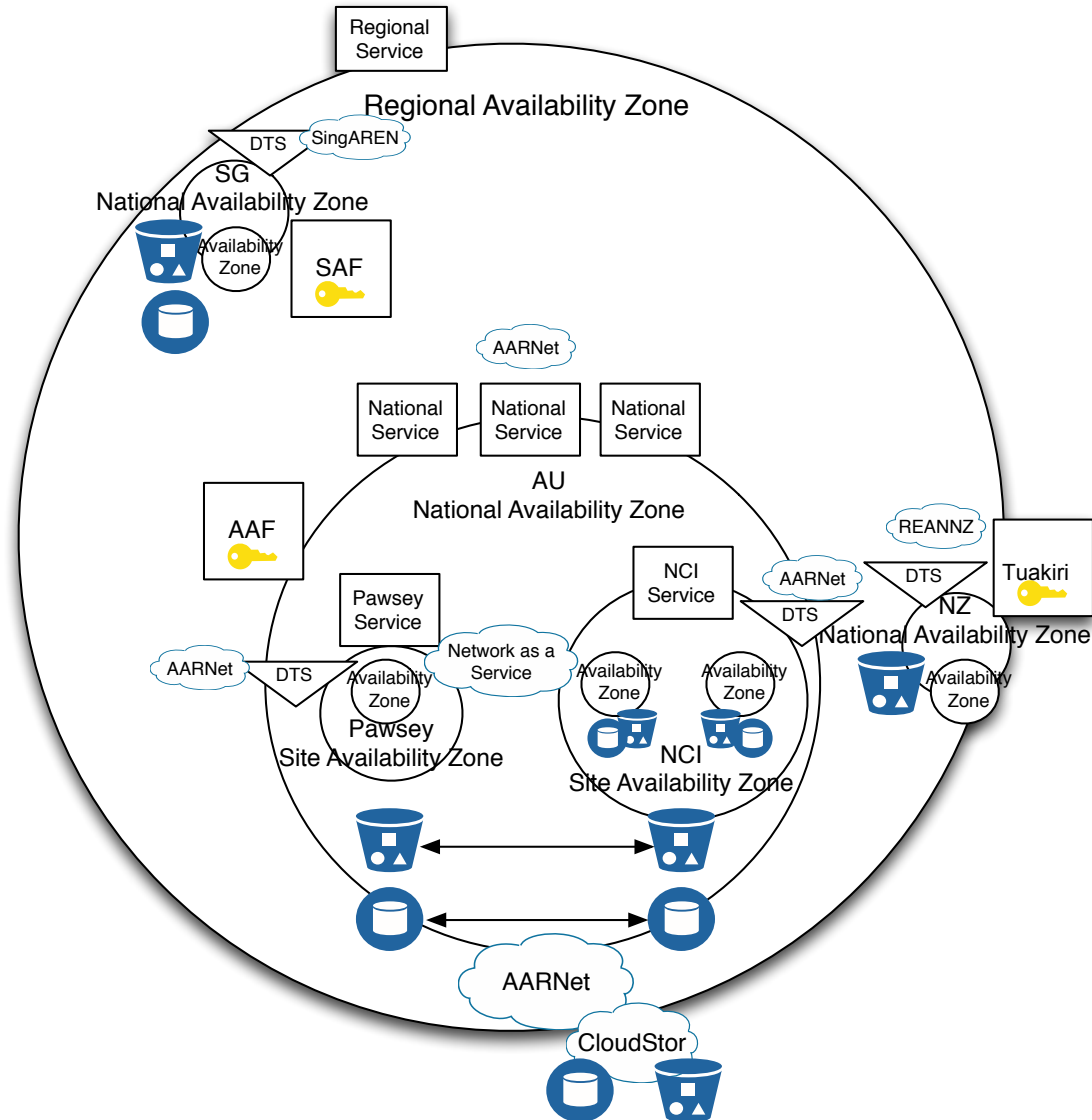 Regional
Service
Regional Availability Zone
DTS
SingAREN
SG
National Availability Zone
Availability
Zone
SAF
AARNet
National
Service
National
Service
National
Service
AU
National Availability Zone
AAF
REANNZ
Tuakiri
DTS
NZ
National Availability Zone
Availability
Zone
NCI
Service
AARNet
DTS
Pawsey
Service
Network as a
Service
AARNet
DTS
Availability
Zone
Pawsey
Site Availability Zone
Availability
Zone
Availability
Zone
NCI
Site Availability Zone
AARNet
CloudStor